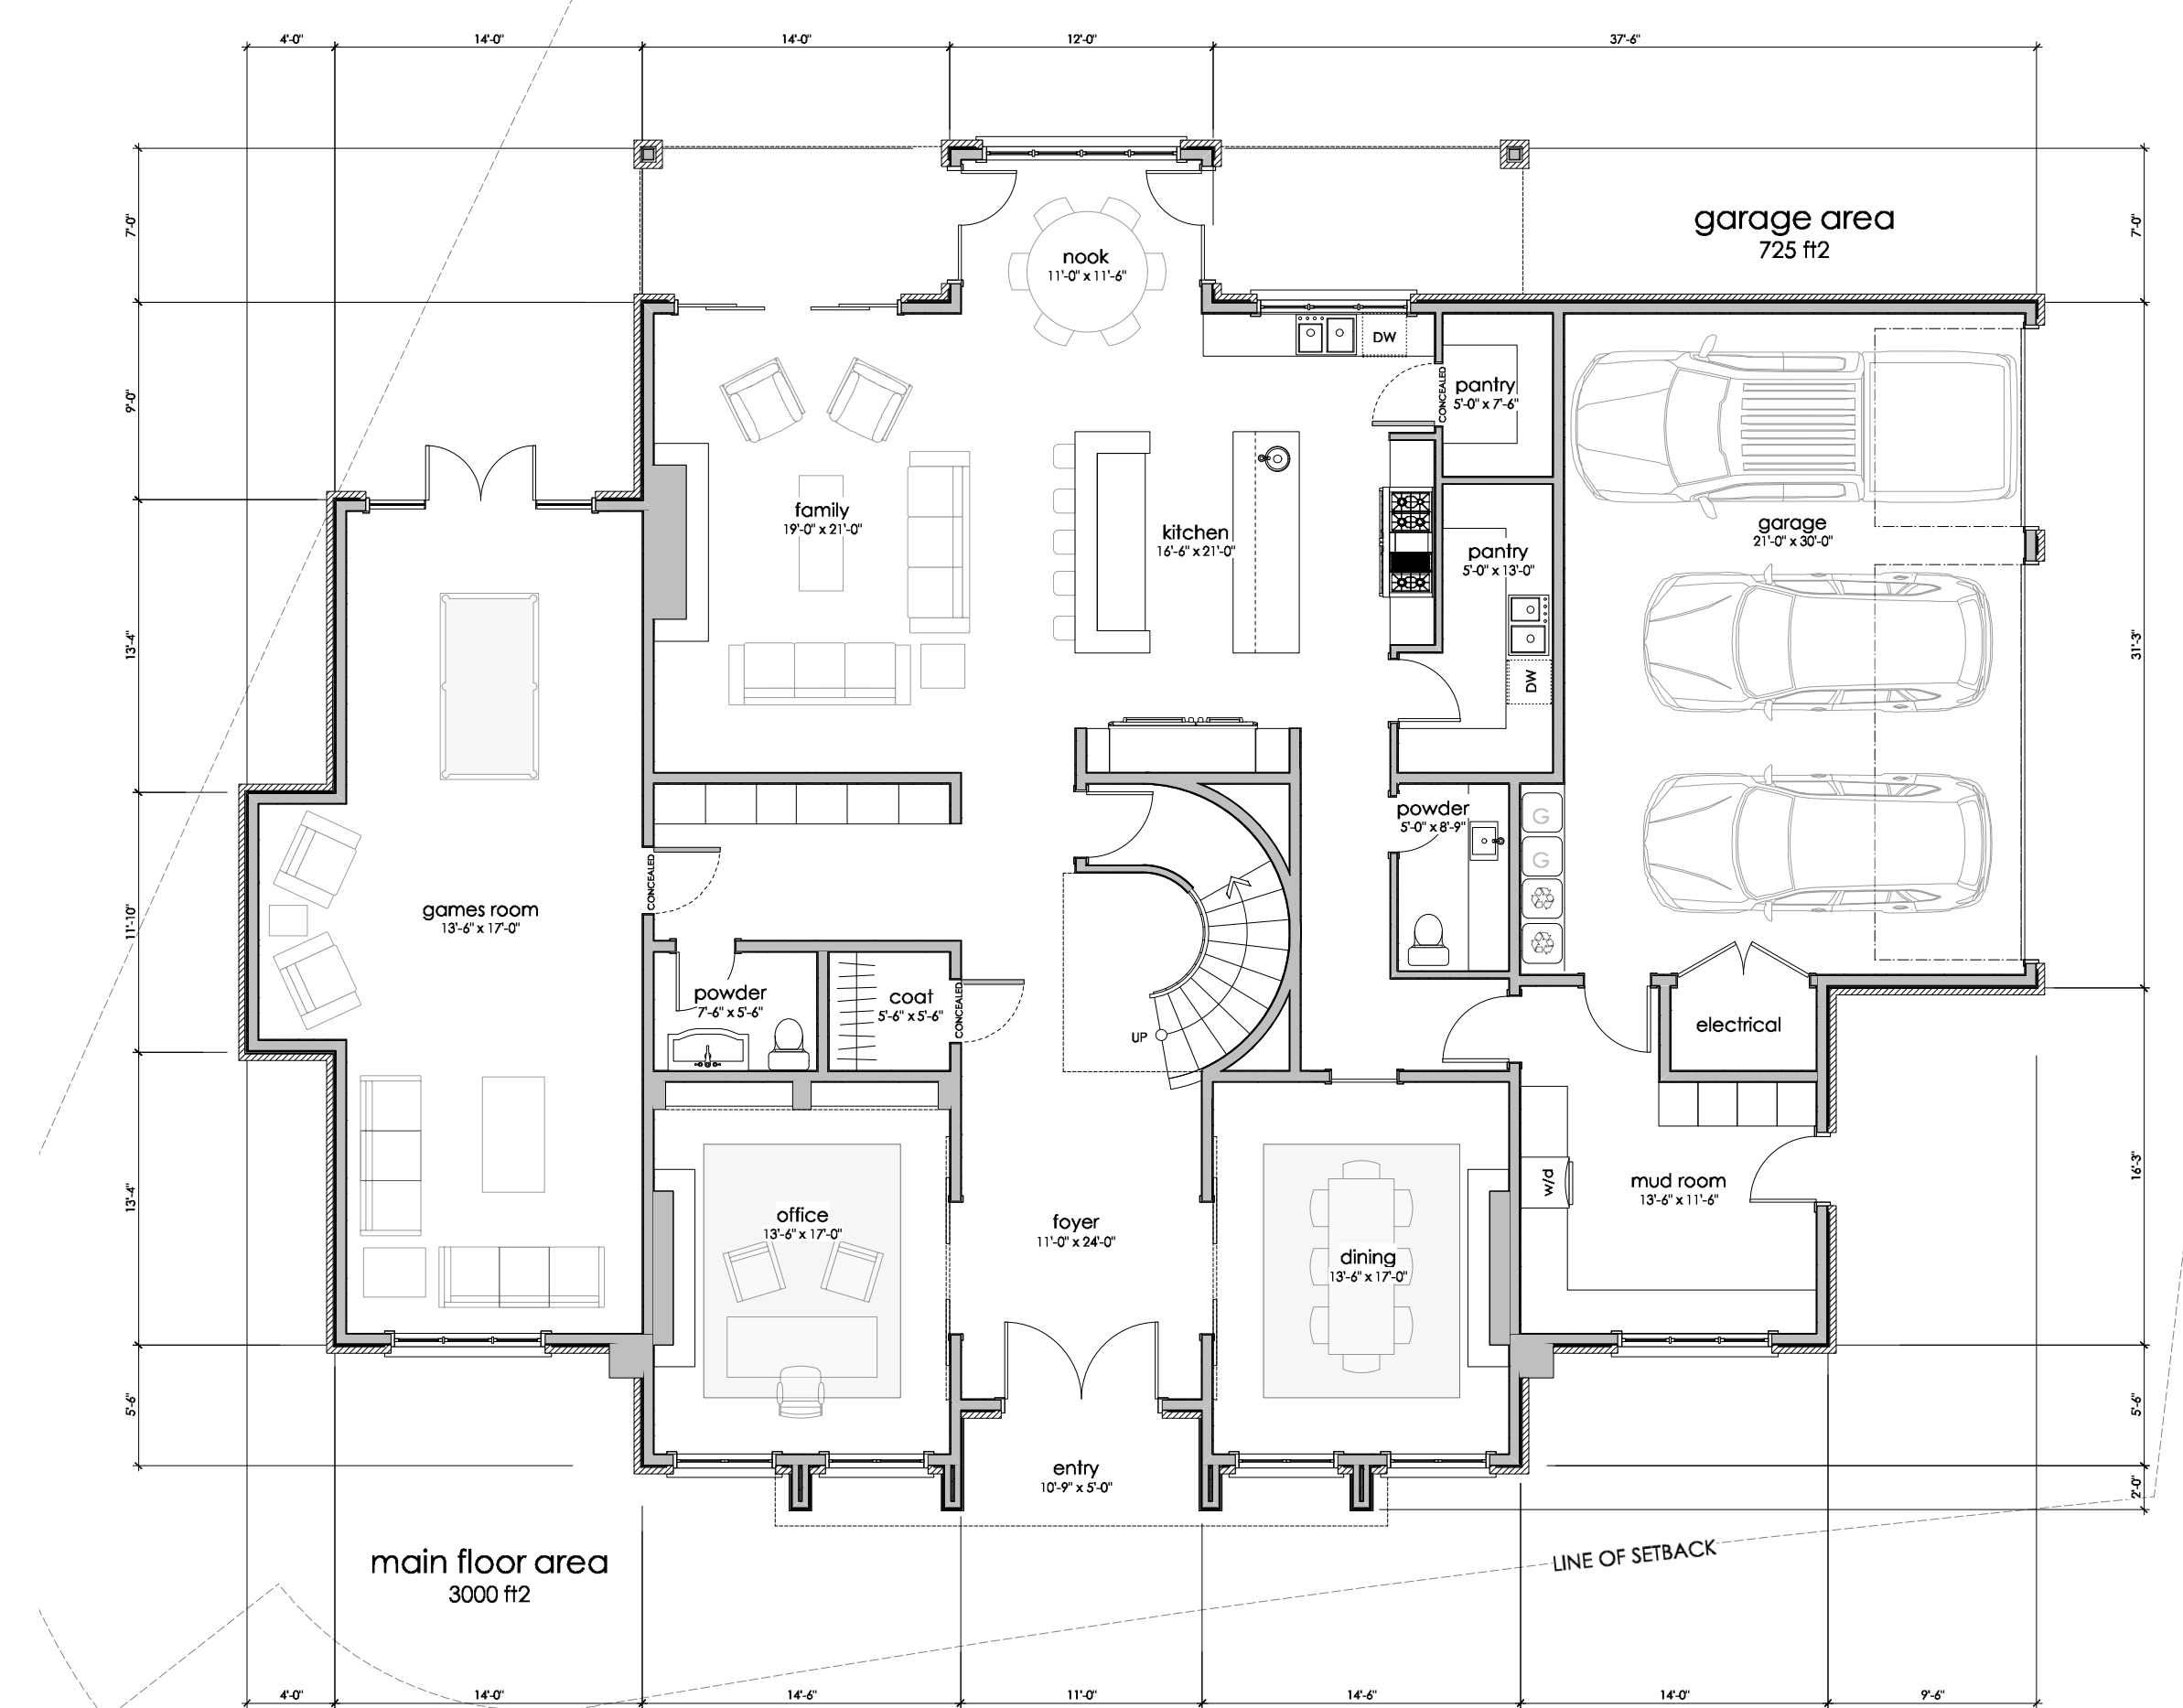 4'-0" 14'-0" 14'-0" 12'-0" 37'-6"
7'-0"
7'-0"
garage area
725 ft2
nook
11'-0" x 11'-6"
DW
9'-0"
CONCEALED
pantry
5'-0" x 7'-6"
family
19'-0" x 21'-0"
kitchen
16'-6" x 21'-0"
pantry
5'-0" x 13'-0"
garage
21'-0" x 30'-0"
13'-4"
31'-3"
DW
powder
5'-0" x 8'-9"
G
G
CONCEALED
games room
13'-6" x 17'-0"
11'-10"
powder
7'-6" x 5'-6"
coat
5'-6" x 5'-6"
CONCEALED
UP
electrical
13'-4"
16'-3"
w/d
mud room
13'-6" x 11'-6"
office
13'-6" x 17'-0"
foyer
11'-0" x 24'-0"
dining
13'-6" x 17'-0"
5'-6"
5'-6"
entry
10'-9" x 5'-0"
2'-0"
main floor area
3000 ft2
LINE OF SETBACK
4'-0" 14'-0" 14'-6" 11'-0" 14'-6" 14'-0" 9'-6"